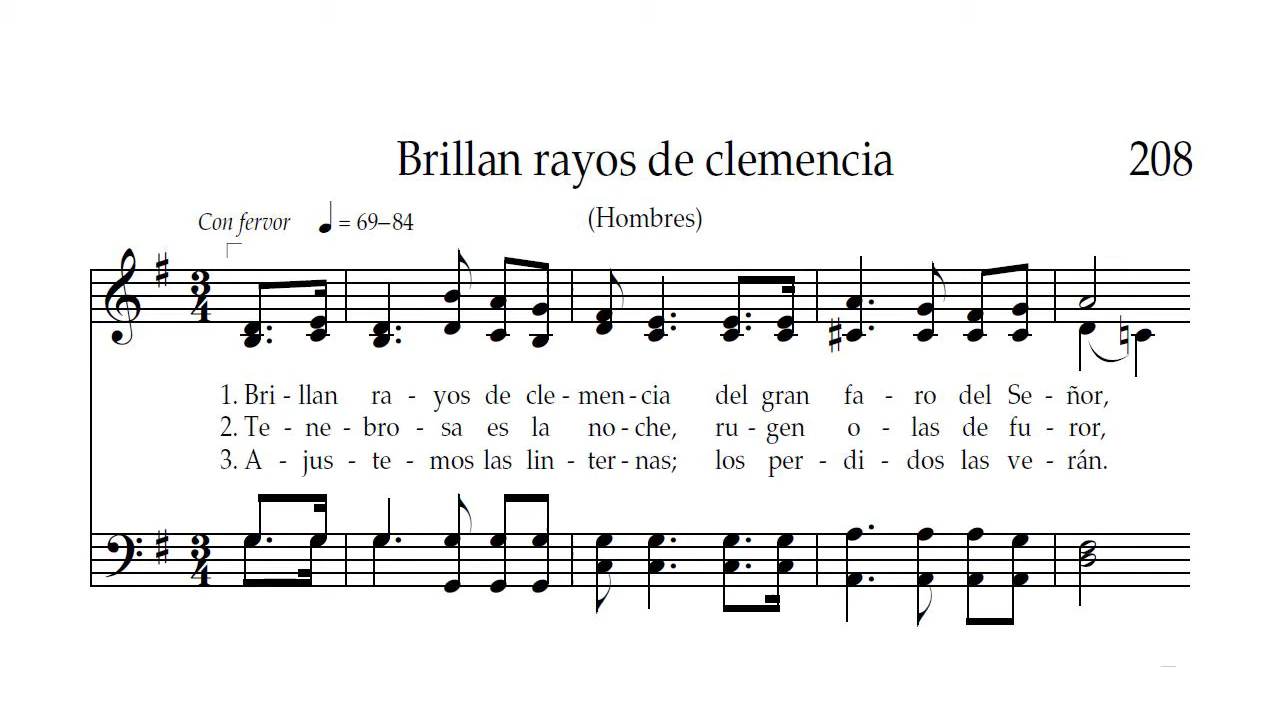 Brillan rayos de clemencia 208
Con fervor ♩ = 69–84 (Hombres)
1. Bri - llan ra - yos de cle - men - cia del gran fa - ro del Se - ñor,
2. Te - ne - bro - sa es la no - che, ru - gen o - las de fu - ror,
3. A - jus - te - mos las lin - ter - nas; los per - di - dos las ve - rán.